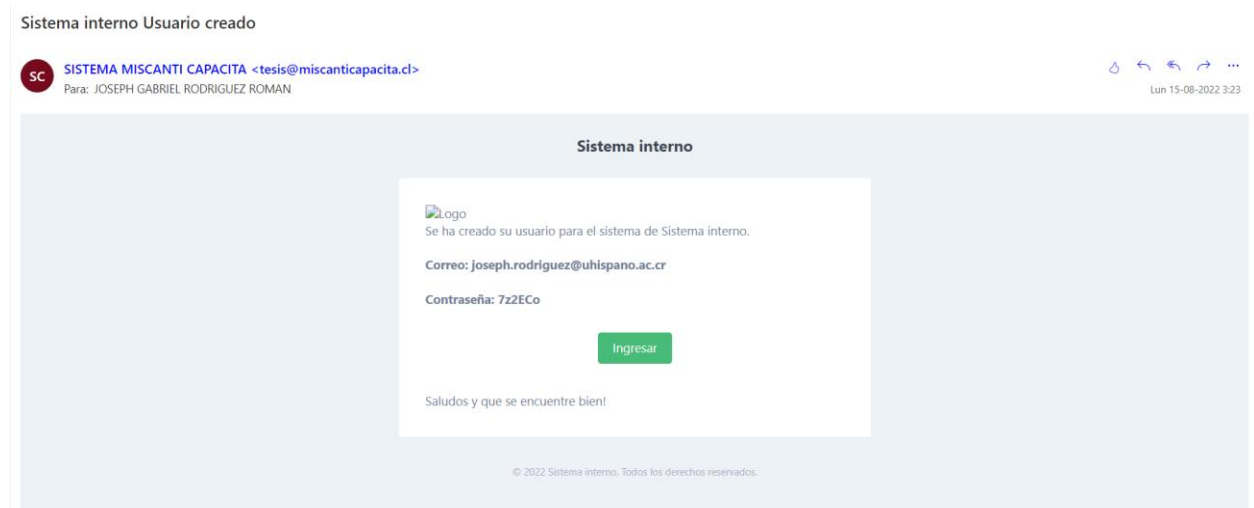 Sistema interno Usuario creado
SC
SISTEMA MISCANTI CAPACITA <tesis@miscanticapacita.cl>
Para: JOSEPH GABRIEL RODRIGUEZ ROMAN
Lun 15-08-2022 3:23
Sistema interno
Logo
Se ha creado su usuario para el sistema de Sistema interno.
Correo: joseph.rodriguez@uhispano.ac.cr
Contraseña: 7z2ECo
Ingresar
Saludos y que se encuentre bien!
© 2022 Sistema interno. Todos los derechos reservados.